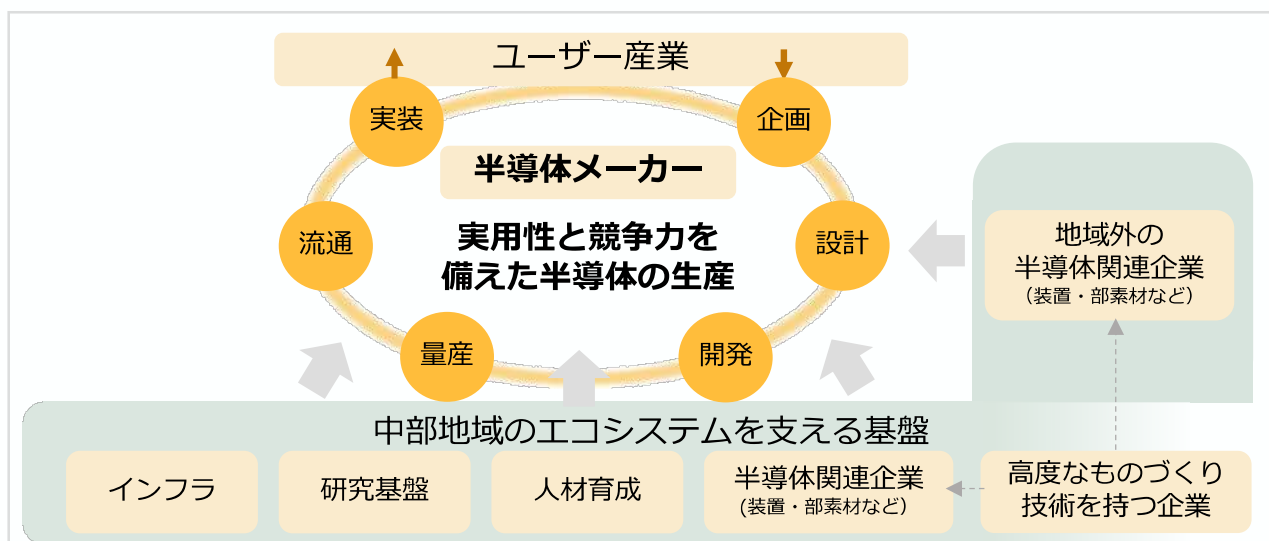 ユーザー産業
実装
企画
半導体メーカー
流通
実用性と競争力を
備えた半導体の生産
設計
地域外の
半導体関連企業
（装置・部素材など）
量産
開発
中部地域のエコシステムを支える基盤
インフラ
研究基盤
人材育成
半導体関連企業
(装置・部素材など）
高度なものづくり
技術を持つ企業